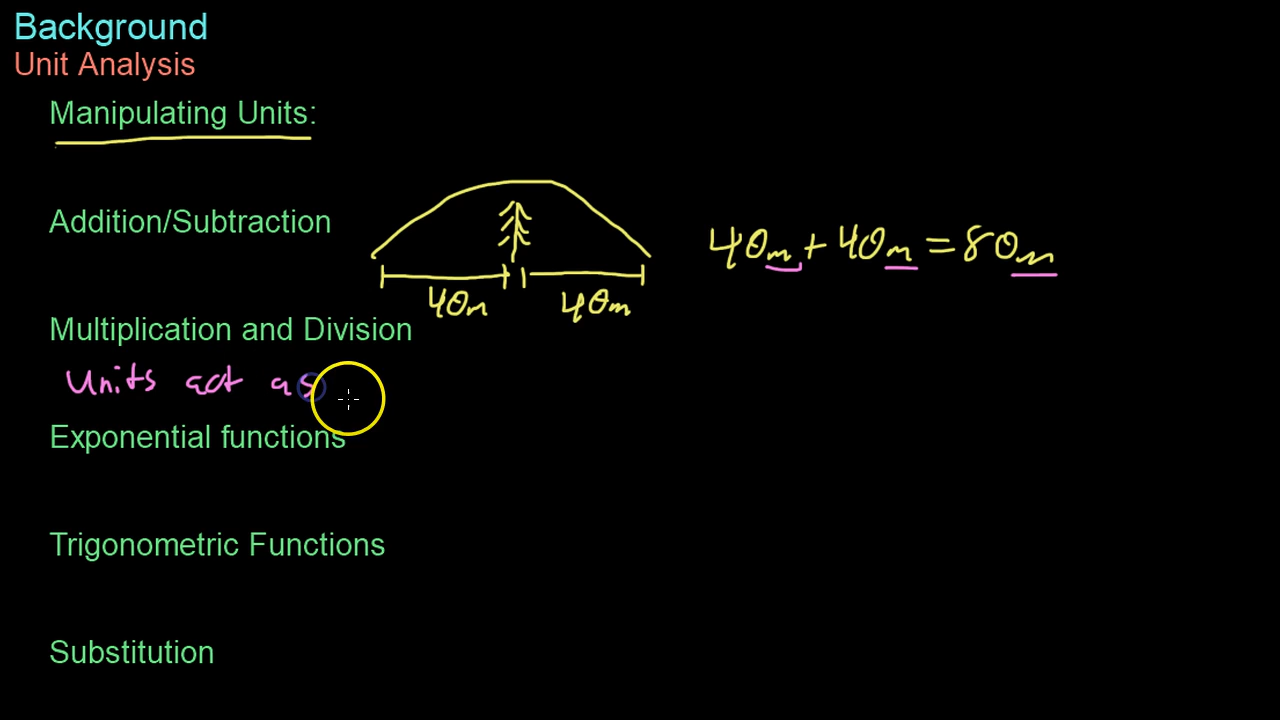 Background
Unit Analysis
Manipulating Units:
Addition/Subtraction
40m + 40m = 80m
40m 40m
Multiplication and Division
Units act as
Exponential functions
Trigonometric Functions
Substitution